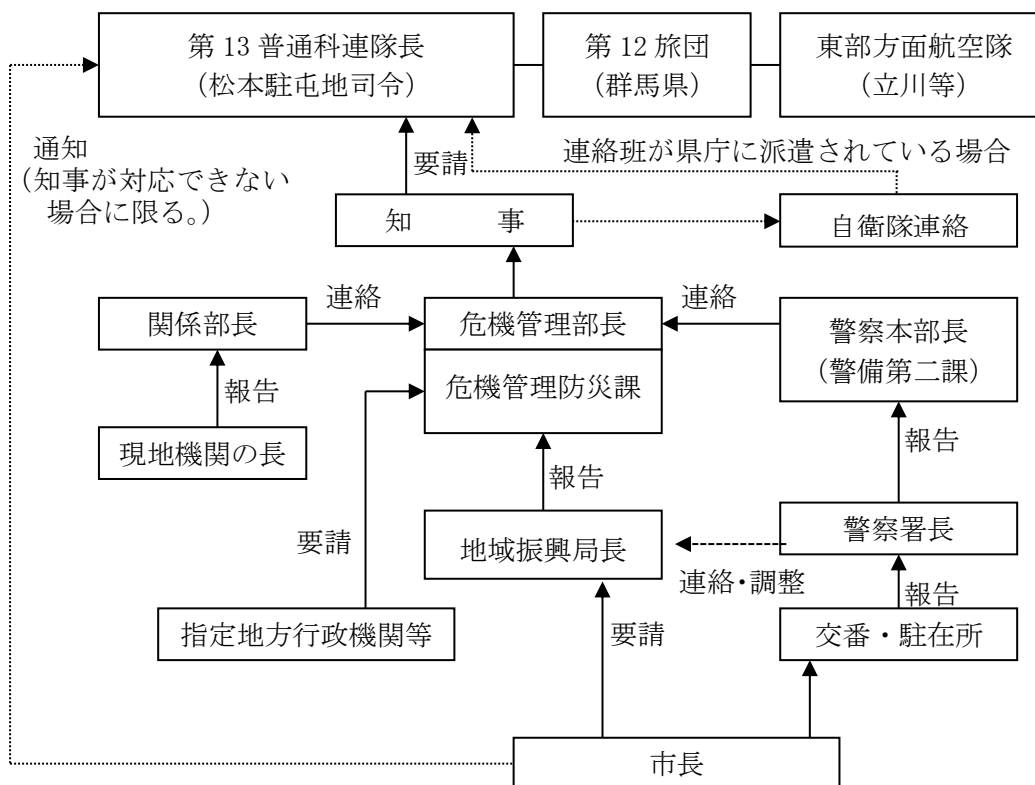 第 13 普通科連隊長
（松本駐屯地司令）
第 12 旅団
（群馬県）
東部方面航空隊
（立川等）
通知
（知事が対応できない
場合に限る。）
要請
連絡班が県庁に派遣されている場合
知　　事
自衛隊連絡
関係部長
連絡
危機管理部長
連絡
警察本部長
（警備第二課）
危機管理防災課
報告
現地機関の長
報告
報告
要請
地域振興局長
警察署長
連絡・調整
報告
指定地方行政機関等
要請
交番・駐在所
市長